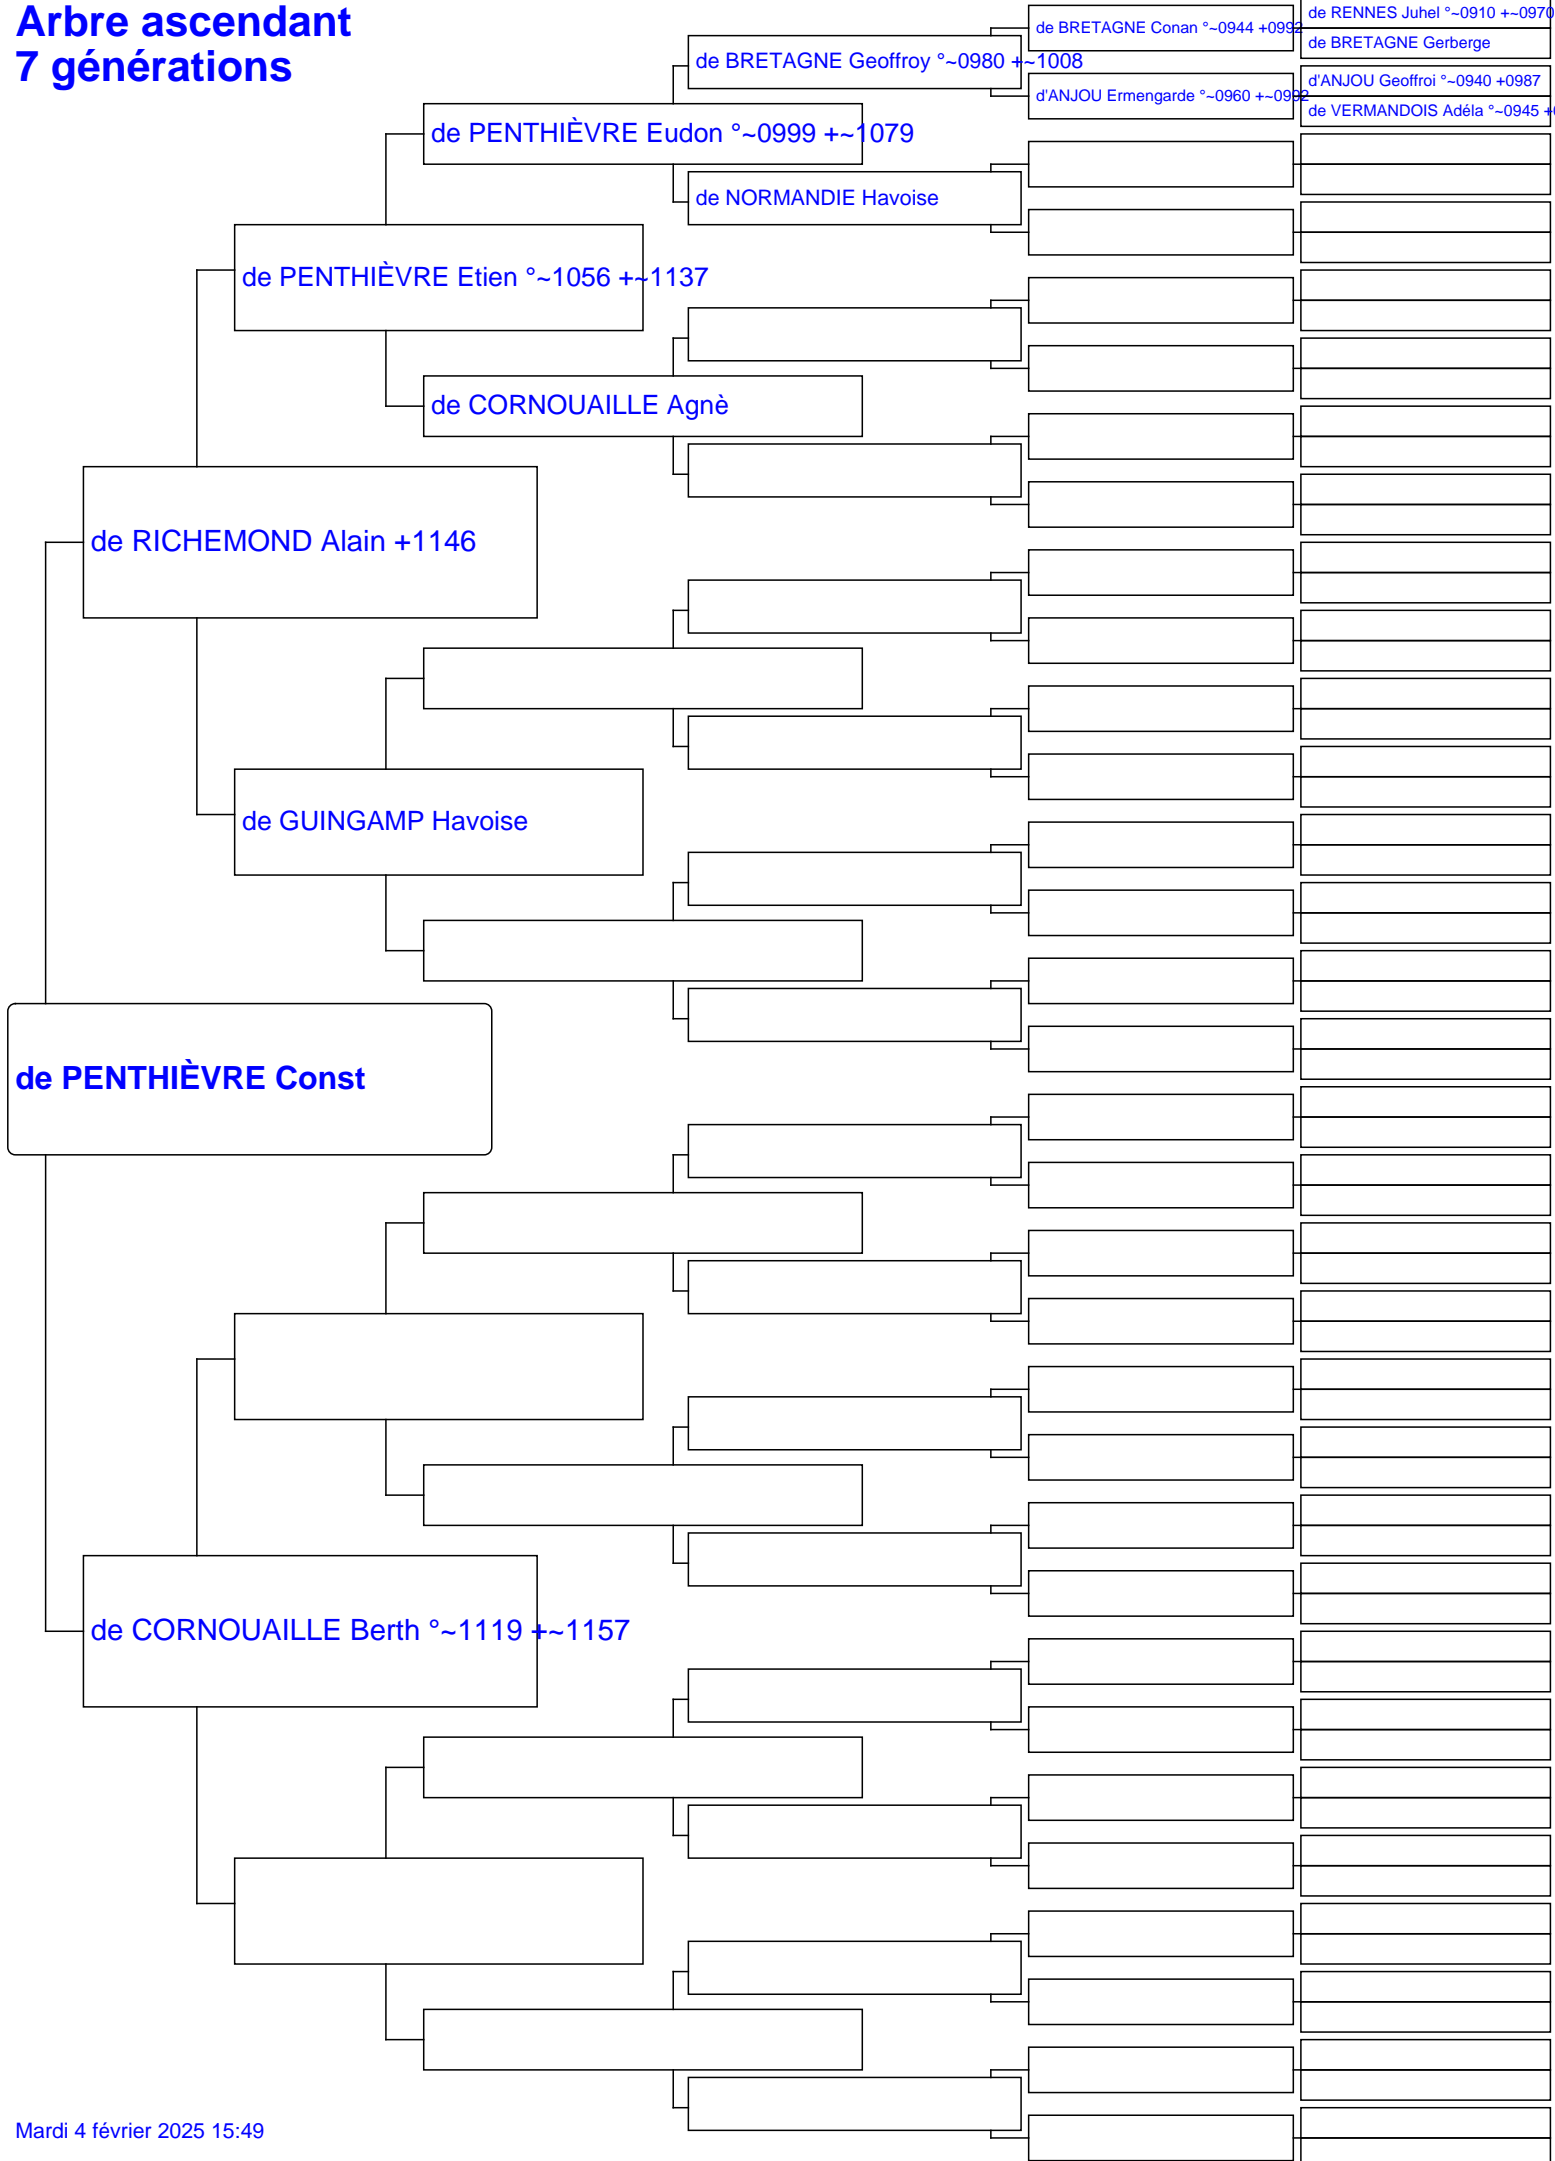 Arbre ascendant
7 générations
de RENNES Juhel °~0910 +~0970
de BRETAGNE Conan °~0944 +0992
de BRETAGNE Gerberge
de BRETAGNE Geoffroy °~0980 +~1008
d'ANJOU Geoffroi °~0940 +0987
d'ANJOU Ermengarde °~0960 +~0992
de VERMANDOIS Adéla °~0945 +
de PENTHIÈVRE Eudon °~0999 +~1079
de NORMANDIE Havoise
de PENTHIÈVRE Etien °~1056 +~1137
de CORNOUAILLE Agnè
de RICHEMOND Alain +1146
de GUINGAMP Havoise
de PENTHIÈVRE Const
de CORNOUAILLE Berth °~1119 +~1157
Mardi 4 février 2025 15:49